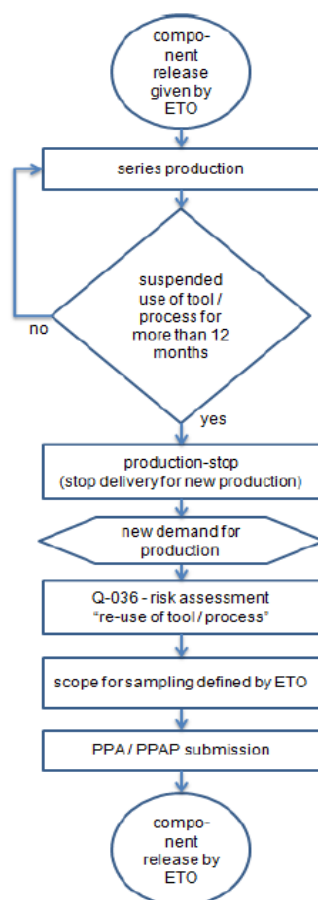 compo-
nent
release
given by
ETO
series production
suspended
use of tool /
process for
more than 12
months
no
yes
production-stop
(stop delivery for new production)
new demand for
production
Q-036 - risk assessment
“re-use of tool / process”
scope for sampling defined by ETO
PPA / PPAP submission
compo-
nent
release by
ETO